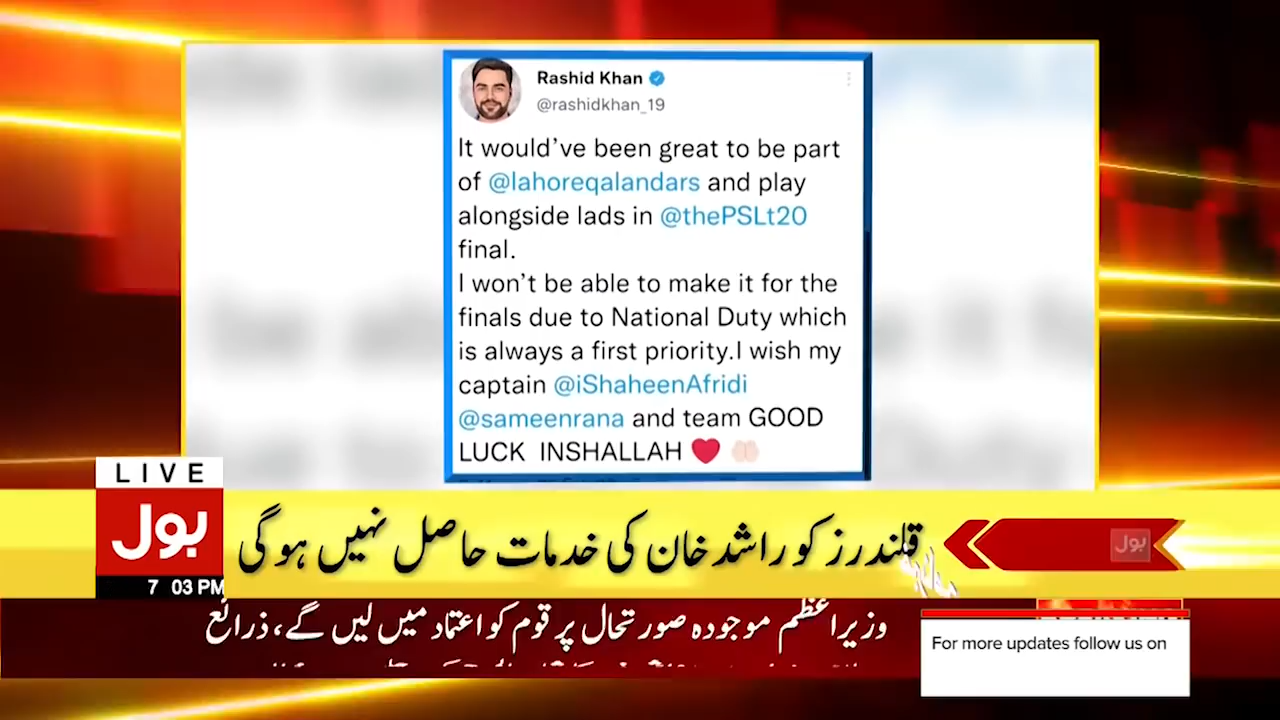 Rashid Khan
@rashidkhan_19
It would've been great to be part
of @lahoreqalandars and play
alongside lads in @thePSLt20
final.
I won't be able to make it for the
finals due to National Duty which
is always a first priority.I wish my
captain @iShaheenAfridi
@sameenrana and team GOOD
LUCK INSHALLAH ❤️ 🤲🏻
LIVE
بول
7 03 PM
قلندرز کو راشد خان کی خدمات حاصل نہیں ہوگی
بول
وزیراعظم موجودہ صورتحال پر قوم کو اعتماد میں لیں گے، ذرائع
For more updates follow us on